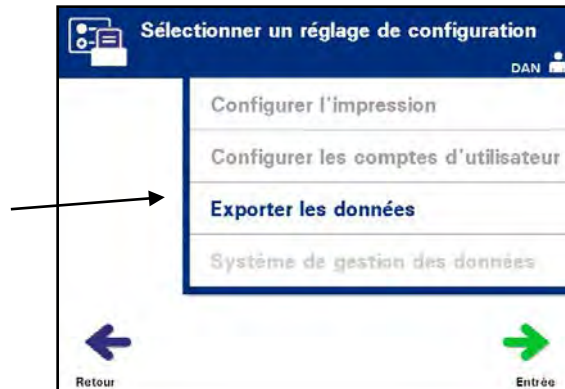 Sélectionner un réglage de configuration
DAN
Configurer l'impression
Configurer les comptes d'utilisateur
Exporter les données
Système de gestion des données
Retour
Entrée